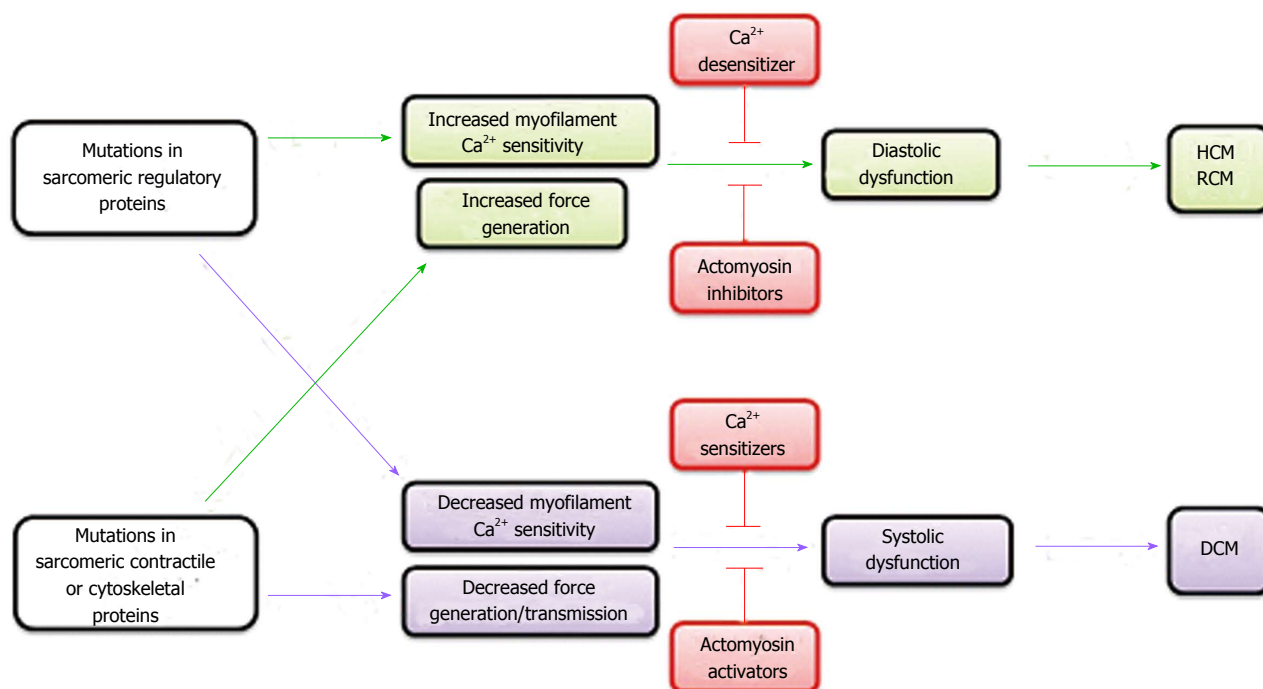 Ca²⁺
desensitizer
Mutations in
sarcomeric regulatory
proteins
Increased myofilament
Ca²⁺ sensitivity
Increased force
generation
Diastolic
dysfunction
HCM
RCM
Actomyosin
inhibitors
Ca²⁺
sensitizers
Mutations in
sarcomeric contractile
or cytoskeletal
proteins
Decreased myofilament
Ca²⁺ sensitivity
Decreased force
generation/transmission
Systolic
dysfunction
DCM
Actomyosin
activators